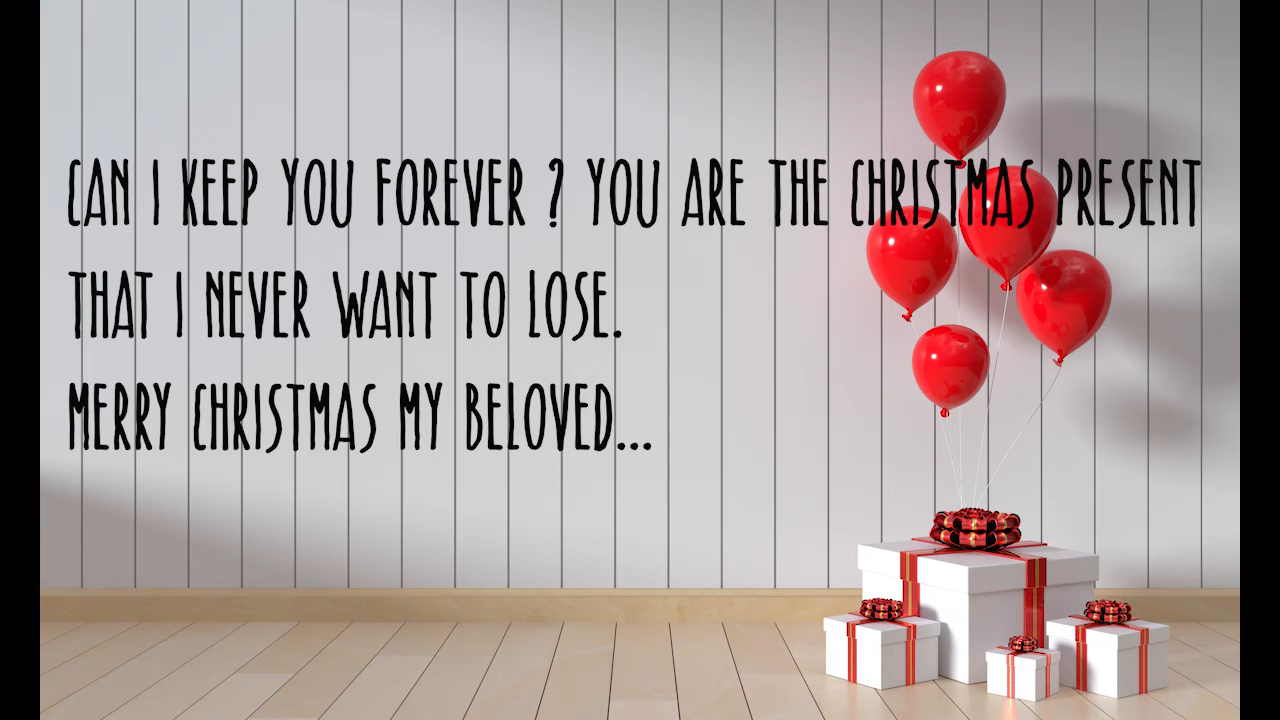 CAN I KEEP YOU FOREVER ? YOU ARE THE CHRISTMAS PRESENT
THAT I NEVER WANT TO LOSE.
MERRY CHRISTMAS MY BELOVED...